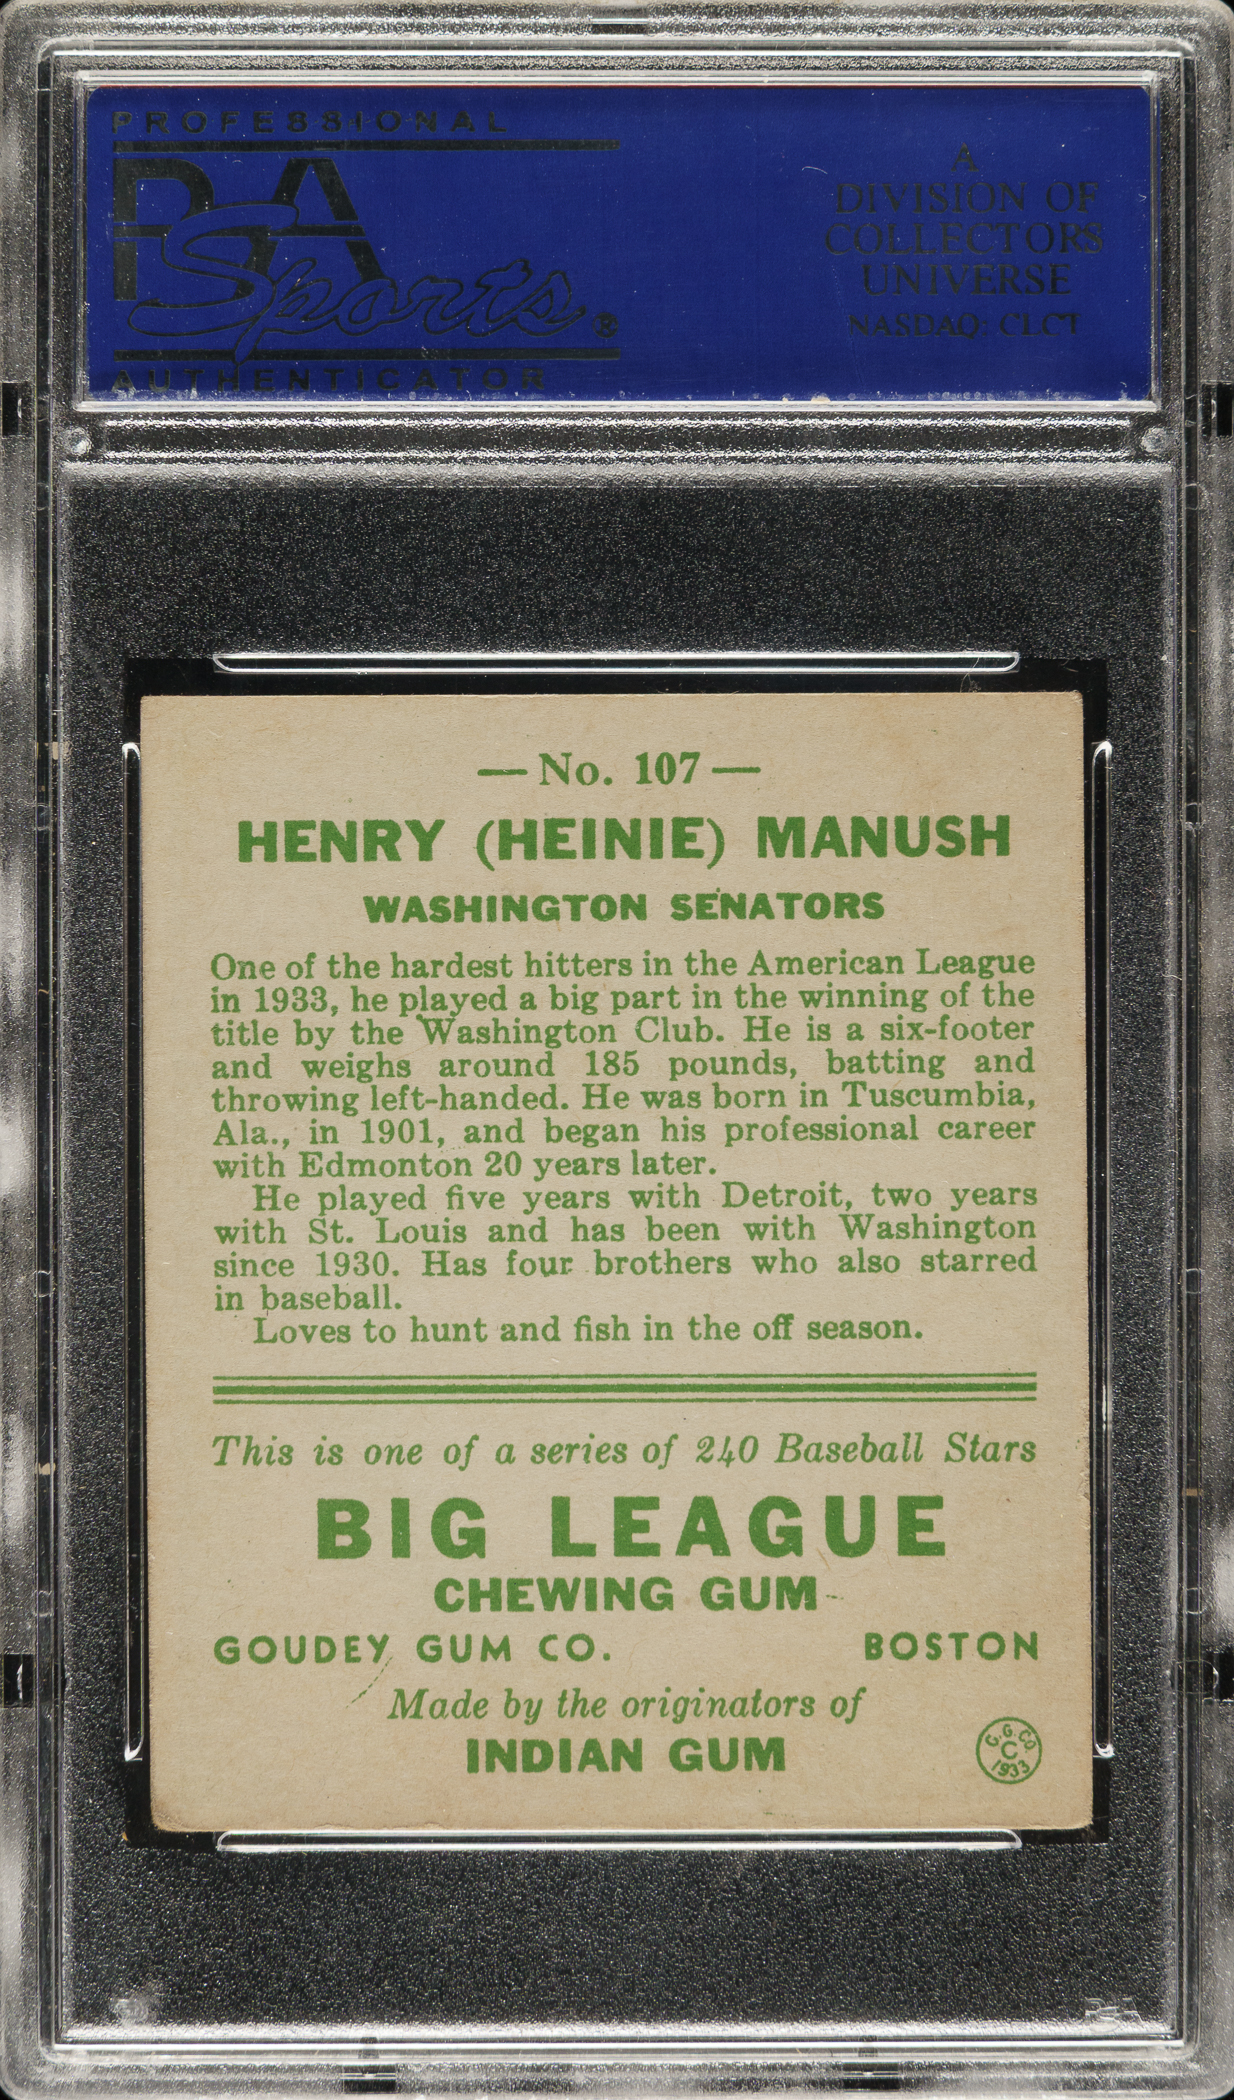 PROFESSIONAL
PSA
Sports®
AUTHENTICATOR
A
DIVISION OF
COLLECTORS
UNIVERSE
NASDAQ: CLCT
— No. 107 —
HENRY (HEINIE) MANUSH
WASHINGTON SENATORS
One of the hardest hitters in the American League
in 1933, he played a big part in the winning of the
title by the Washington Club. He is a six-footer
and weighs around 185 pounds, batting and
throwing left-handed. He was born in Tuscumbia,
Ala., in 1901, and began his professional career
with Edmonton 20 years later.
He played five years with Detroit, two years
with St. Louis and has been with Washington
since 1930. Has four brothers who also starred
in baseball.
Loves to hunt and fish in the off season.
This is one of a series of 240 Baseball Stars
BIG LEAGUE
CHEWING GUM
GOUDEY GUM CO. BOSTON
Made by the originators of
INDIAN GUM
G.G.CO.
C
1933
PSA